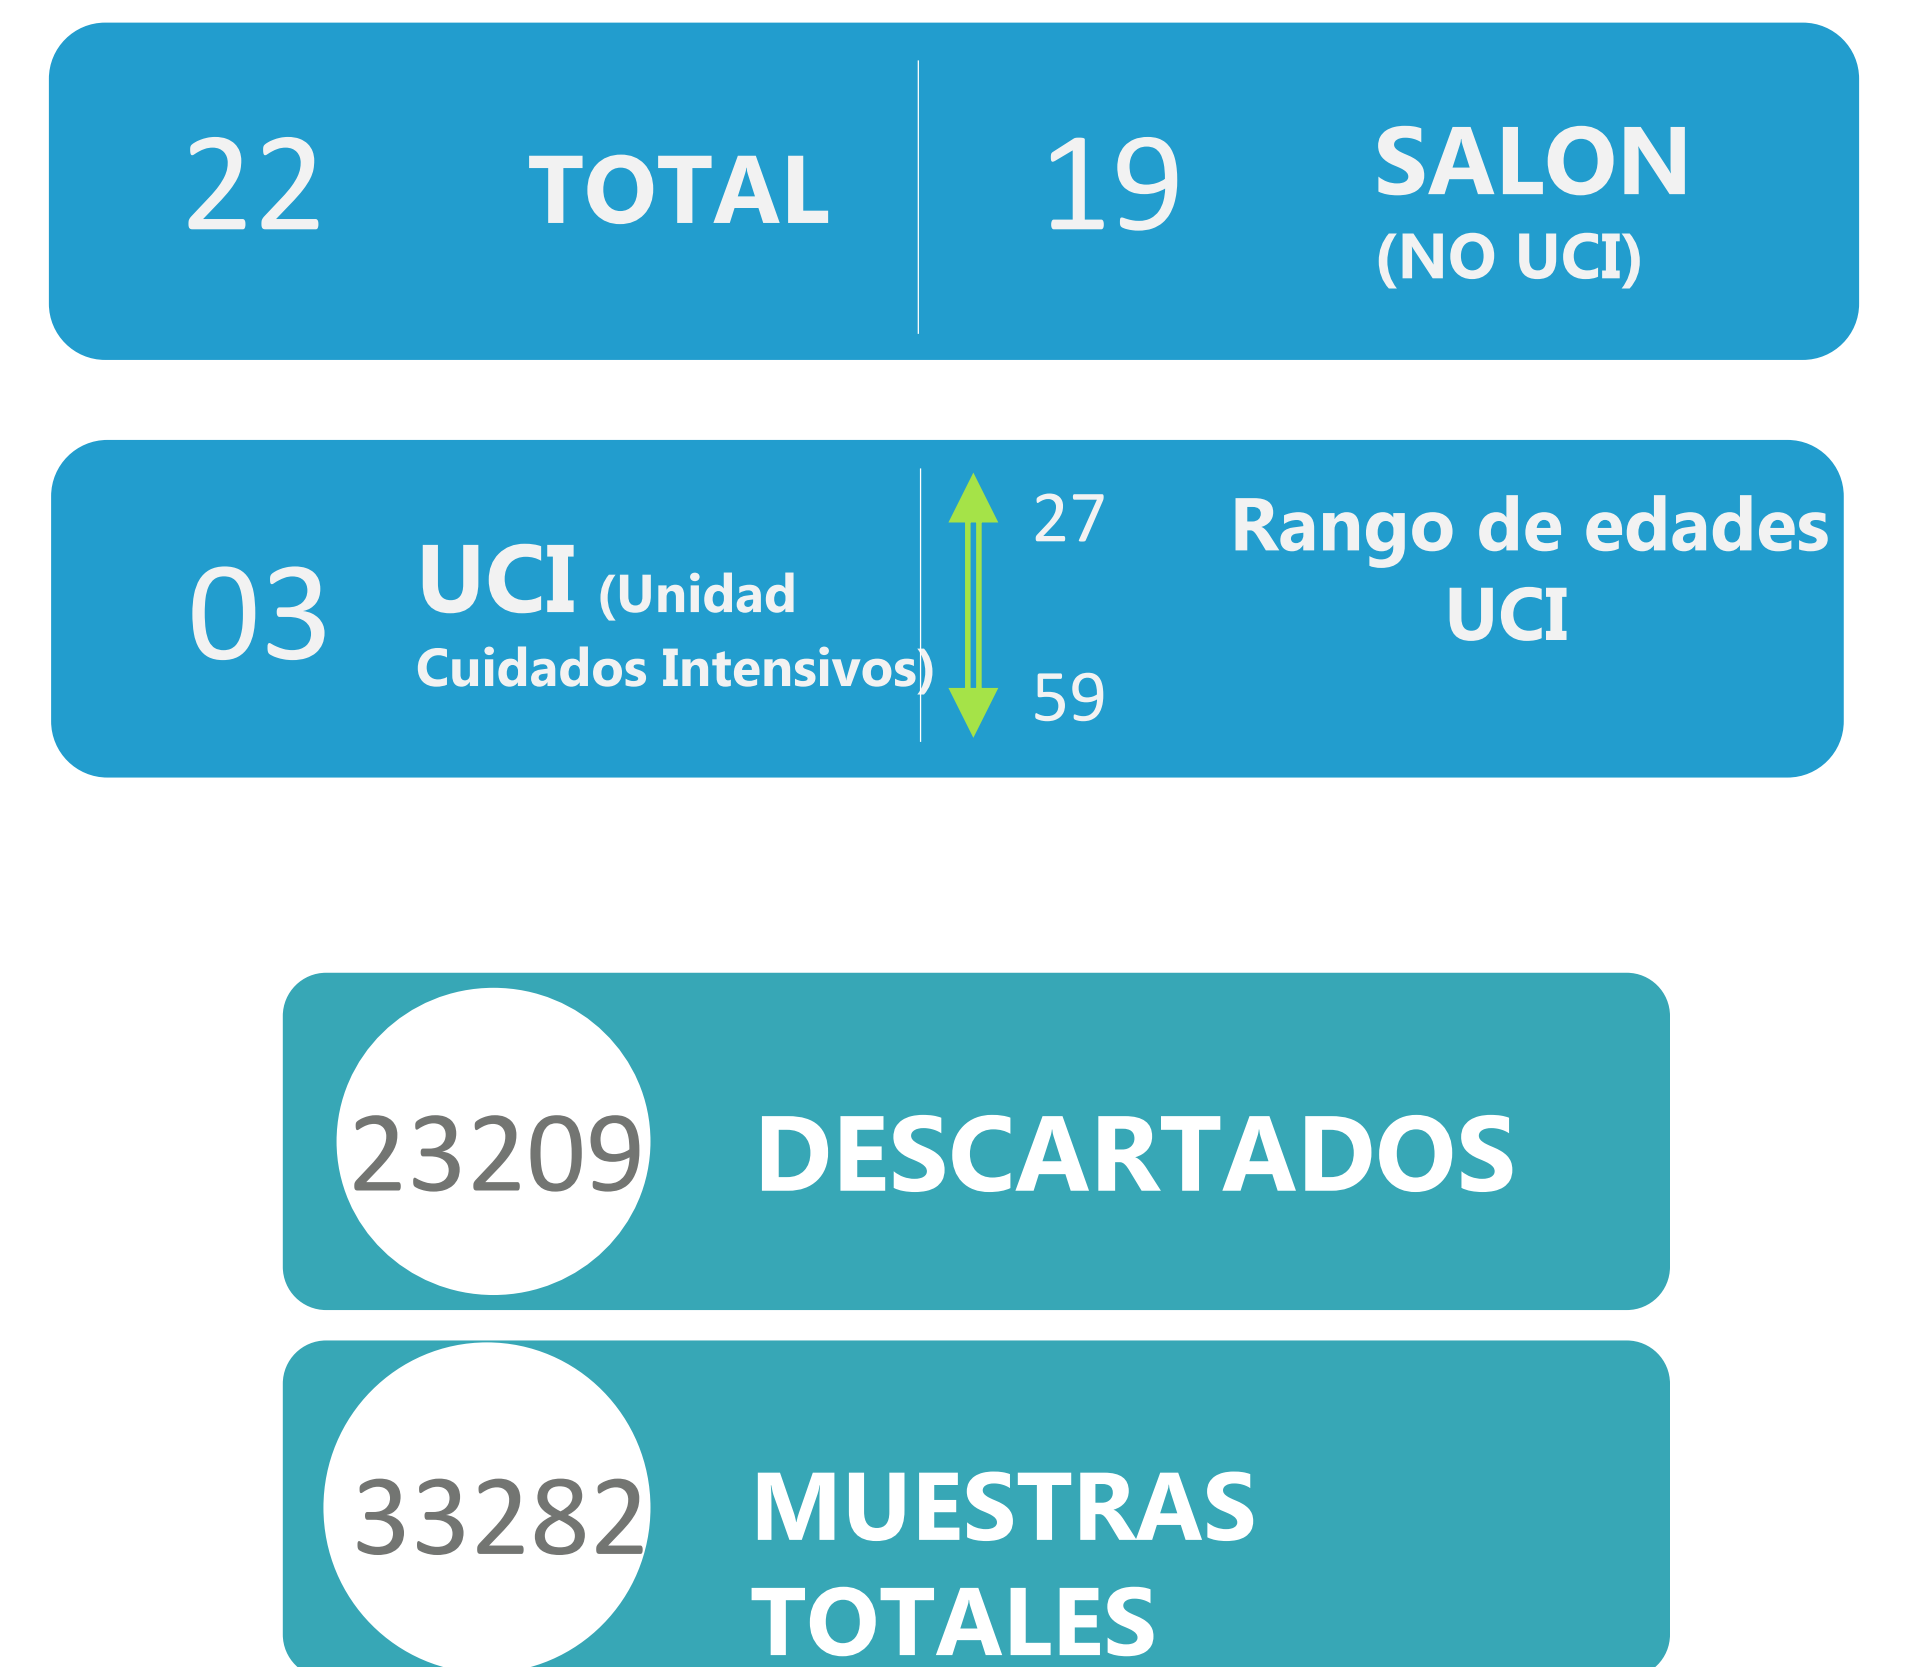 22 TOTAL
19 SALON
(NO UCI)
03 UCI (Unidad
Cuidados Intensivos)
27
59
Rango de edades
UCI
23209 DESCARTADOS
33282 MUESTRAS
TOTALES